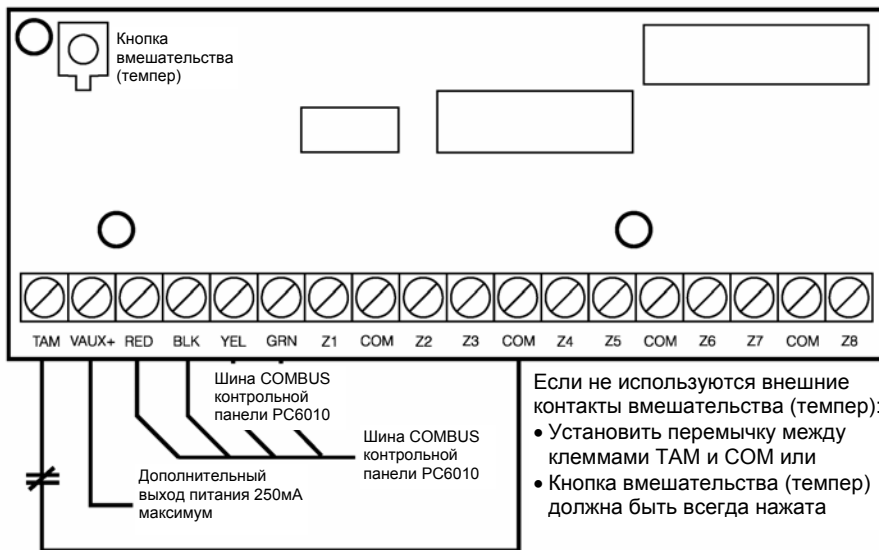 Кнопка
вмешательства
(темпер)
TAM VAUX+ RED BLK YEL GRN Z1 COM Z2 Z3 COM Z4 Z5 COM Z6 Z7 COM Z8
Шина COMBUS
контрольной
панели PC6010
Шина COMBUS
контрольной
панели PC6010
Дополнительный
выход питания 250мА
максимум
Если не используются внешние
контакты вмешательства (темпер):
• Установить перемычку между
клеммами TAM и COM или
• Кнопка вмешательства (темпер)
должна быть всегда нажата